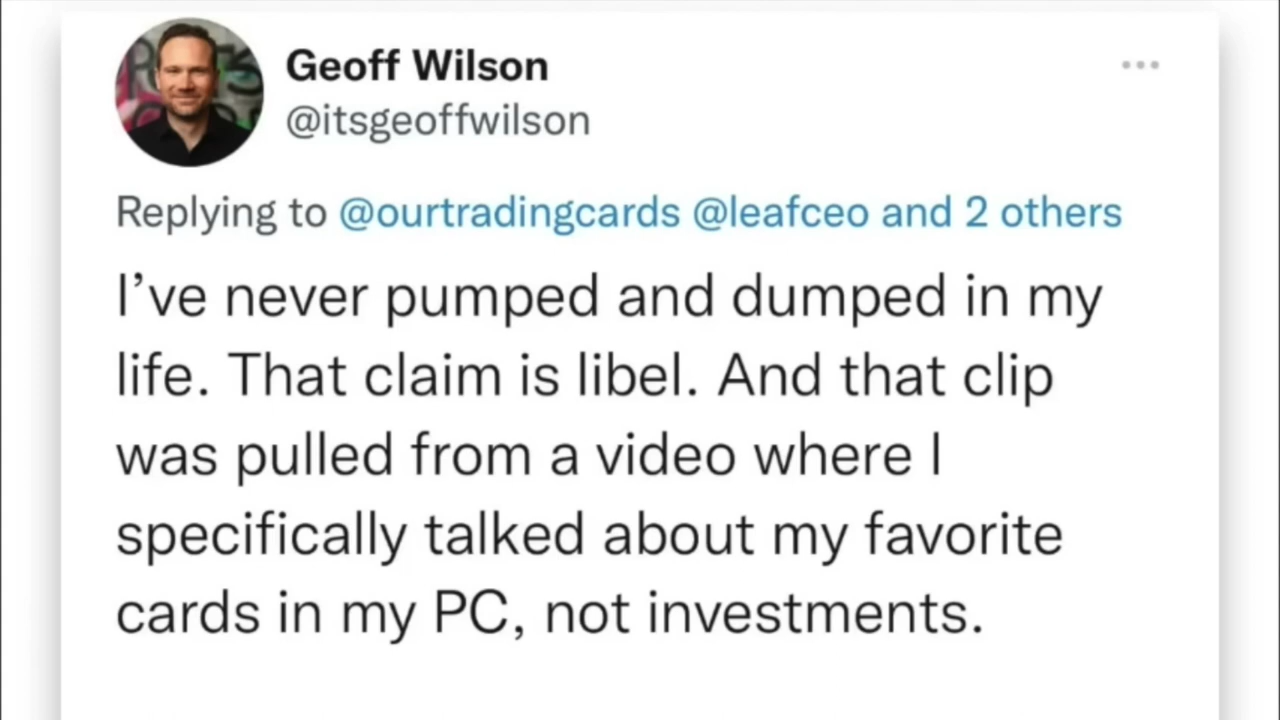 Geoff Wilson
@itsgeoffwilson
Replying to @ourtradingcards @leafceo and 2 others
I’ve never pumped and dumped in my
life. That claim is libel. And that clip
was pulled from a video where I
specifically talked about my favorite
cards in my PC, not investments.